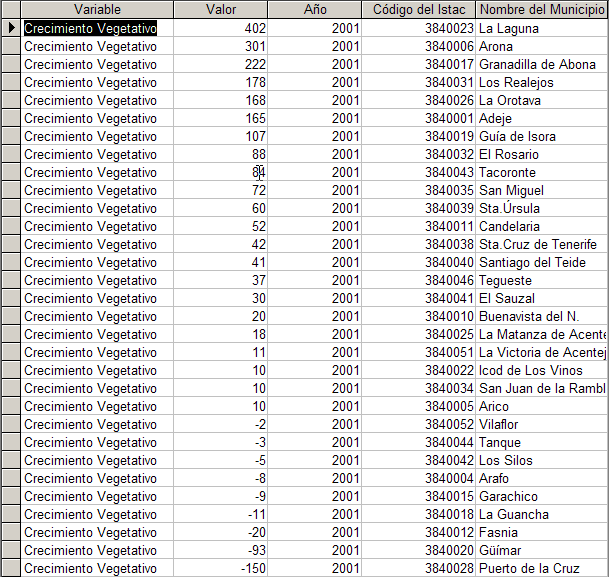 Variable Valor Año Código del Istac Nombre del Municipio
Crecimiento Vegetativo 402 2001 3840023 La Laguna
Crecimiento Vegetativo 301 2001 3840006 Arona
Crecimiento Vegetativo 222 2001 3840017 Granadilla de Abona
Crecimiento Vegetativo 178 2001 3840031 Los Realejos
Crecimiento Vegetativo 168 2001 3840026 La Orotava
Crecimiento Vegetativo 165 2001 3840001 Adeje
Crecimiento Vegetativo 107 2001 3840019 Guía de Isora
Crecimiento Vegetativo 88 2001 3840032 El Rosario
Crecimiento Vegetativo 84 2001 3840043 Tacoronte
Crecimiento Vegetativo 72 2001 3840035 San Miguel
Crecimiento Vegetativo 60 2001 3840039 Sta.Úrsula
Crecimiento Vegetativo 52 2001 3840011 Candelaria
Crecimiento Vegetativo 42 2001 3840038 Sta.Cruz de Tenerife
Crecimiento Vegetativo 41 2001 3840040 Santiago del Teide
Crecimiento Vegetativo 37 2001 3840046 Tegueste
Crecimiento Vegetativo 30 2001 3840041 El Sauzal
Crecimiento Vegetativo 20 2001 3840010 Buenavista del N.
Crecimiento Vegetativo 18 2001 3840025 La Matanza de Acente
Crecimiento Vegetativo 11 2001 3840051 La Victoria de Acentej
Crecimiento Vegetativo 10 2001 3840022 Icod de Los Vinos
Crecimiento Vegetativo 10 2001 3840034 San Juan de la Rambl
Crecimiento Vegetativo 10 2001 3840005 Arico
Crecimiento Vegetativo -2 2001 3840052 Vilaflor
Crecimiento Vegetativo -3 2001 3840044 Tanque
Crecimiento Vegetativo -5 2001 3840042 Los Silos
Crecimiento Vegetativo -8 2001 3840004 Arafo
Crecimiento Vegetativo -9 2001 3840015 Garachico
Crecimiento Vegetativo -11 2001 3840018 La Guancha
Crecimiento Vegetativo -20 2001 3840012 Fasnia
Crecimiento Vegetativo -93 2001 3840020 Güímar
Crecimiento Vegetativo -150 2001 3840028 Puerto de la Cruz